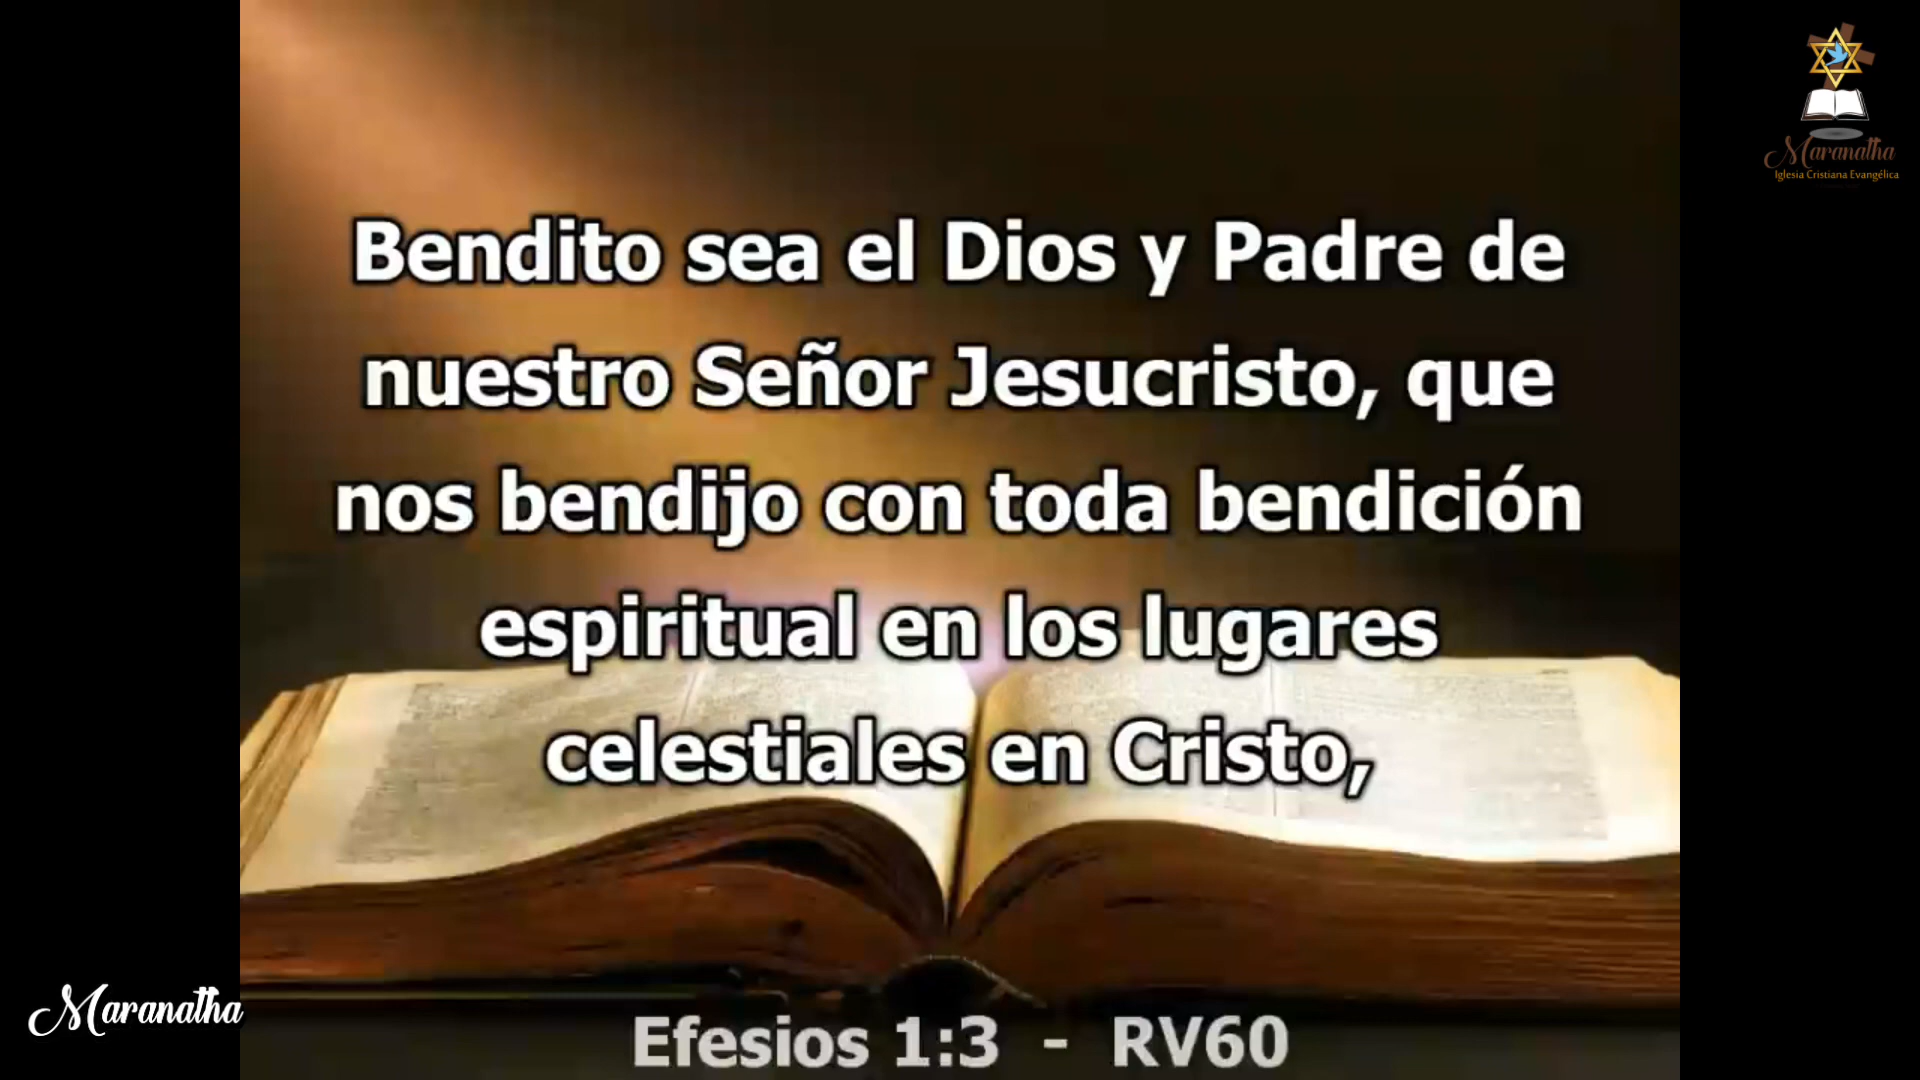 Bendito sea el Dios y Padre de
nuestro Señor Jesucristo, que
nos bendijo con toda bendición
espiritual en los lugares
celestiales en Cristo,
Efesios 1:3 - RV60
Maranatha
Iglesia Cristiana Evangélica
Maranatha